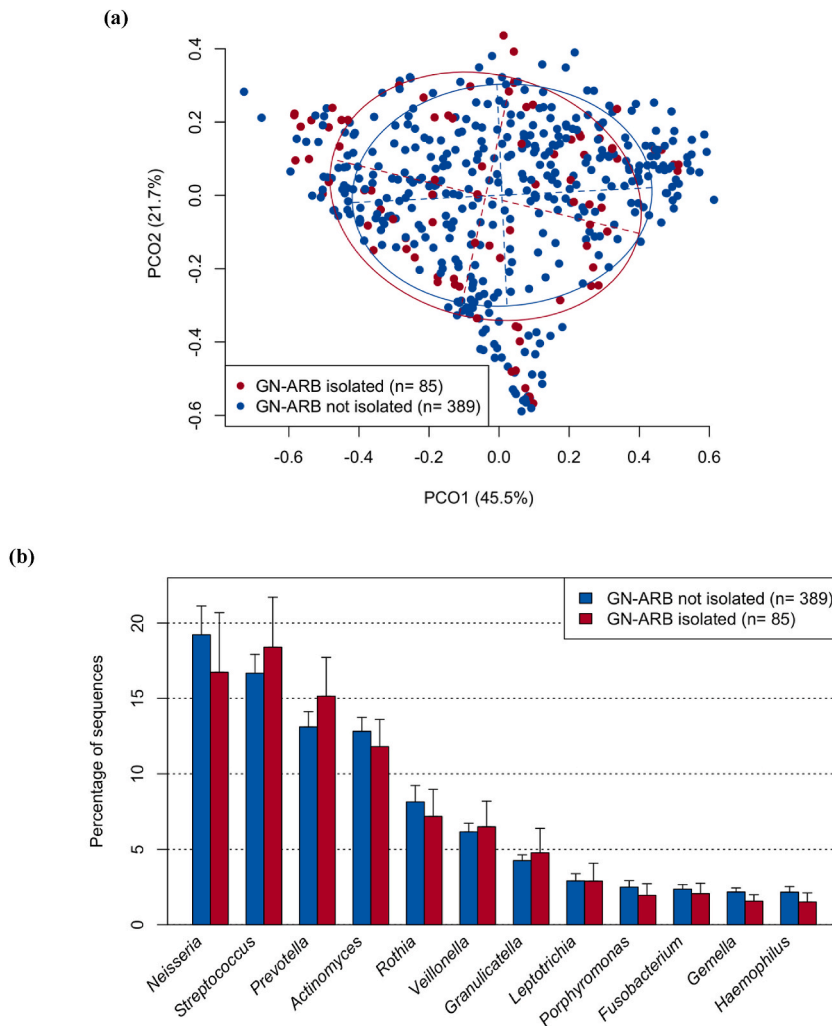 (a)
0.4
0.2
0.0
-0.2
-0.4
-0.6
PCO2 (21.7%)
GN-ARB isolated (n= 85)
GN-ARB not isolated (n= 389)
-0.6 -0.4 -0.2 0.0 0.2 0.4 0.6
PCO1 (45.5%)
(b)
GN-ARB not isolated (n= 389)
GN-ARB isolated (n= 85)
20
15
10
5
0
Percentage of sequences
Neisseria
Streptococcus
Prevotella
Actinomyces
Rothia
Veillonella
Granulicatella
Leptotrichia
Porphyromonas
Fusobacterium
Gemella
Haemophilus